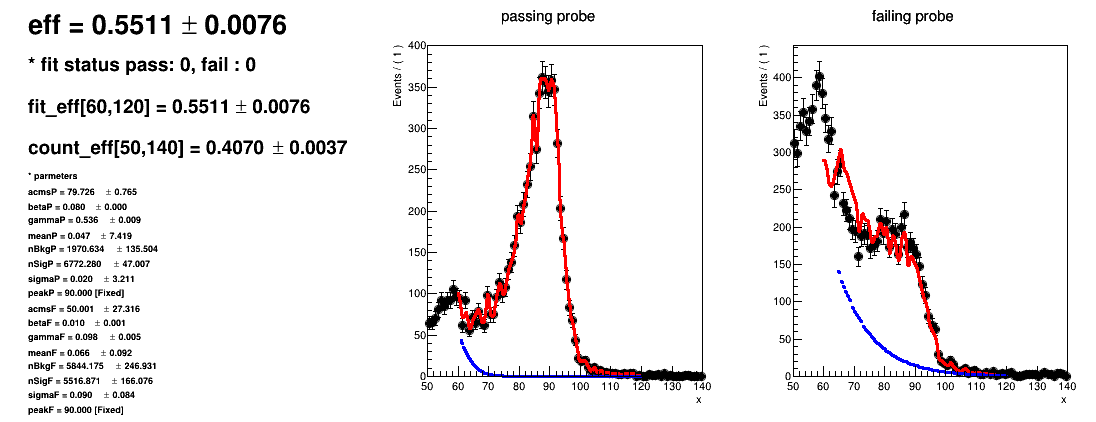 eff = 0.5511 ± 0.0076
* fit status pass: 0, fail : 0
fit_eff[60,120] = 0.5511 ± 0.0076
count_eff[50,140] = 0.4070 ± 0.0037
* parmeters
acmsP = 79.726 ± 0.765
betaP = 0.080 ± 0.000
gammaP = 0.536 ± 0.009
meanP = 0.047 ± 7.419
nBkgP = 1970.634 ± 135.504
nSigP = 6772.280 ± 47.007
sigmaP = 0.020 ± 3.211
peakP = 90.000 [Fixed]
acmsF = 50.001 ± 27.316
betaF = 0.010 ± 0.001
gammaF = 0.098 ± 0.005
meanF = 0.066 ± 0.092
nBkgF = 5844.175 ± 246.931
nSigF = 5516.871 ± 166.076
sigmaF = 0.090 ± 0.084
peakF = 90.000 [Fixed]
passing probe
Events / ( 1 )
400
350
300
250
200
150
100
50
0
50 60 70 80 90 100 110 120 130 140
x
failing probe
Events / ( 1 )
400
350
300
250
200
150
100
50
0
50 60 70 80 90 100 110 120 130 140
x